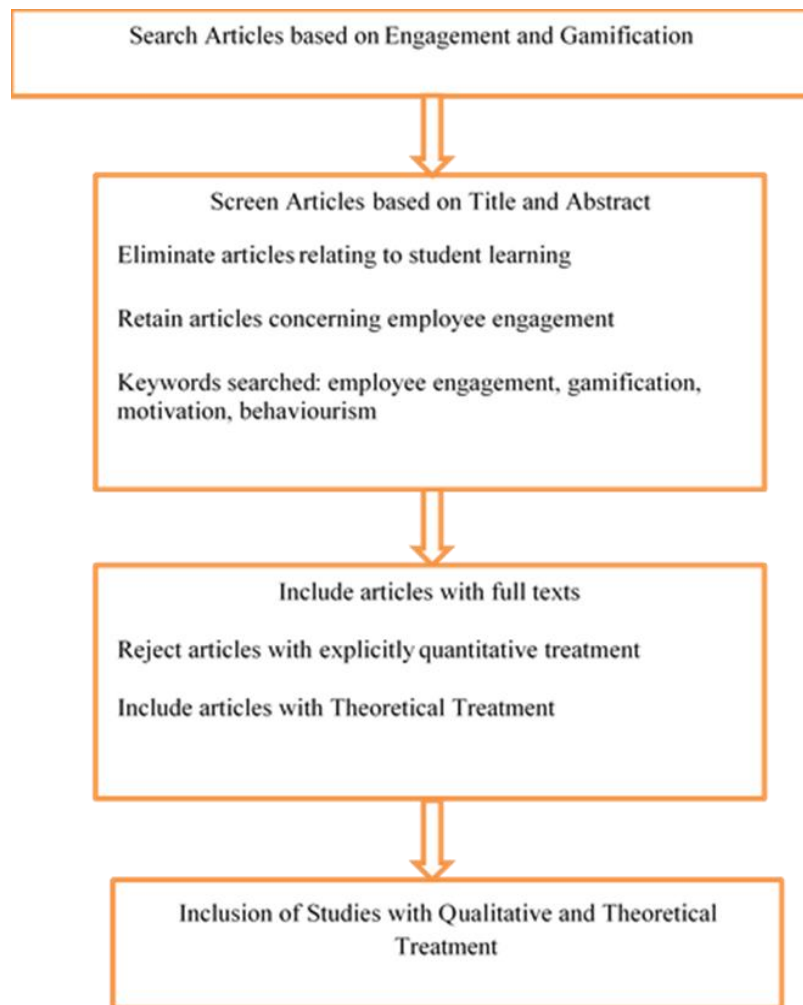 Search Articles based on Engagement and Gamification
Screen Articles based on Title and Abstract
Eliminate articles relating to student learning
Retain articles concerning employee engagement
Keywords searched: employee engagement, gamification,
motivation, behaviourism
Include articles with full texts
Reject articles with explicitly quantitative treatment
Include articles with Theoretical Treatment
Inclusion of Studies with Qualitative and Theoretical
Treatment